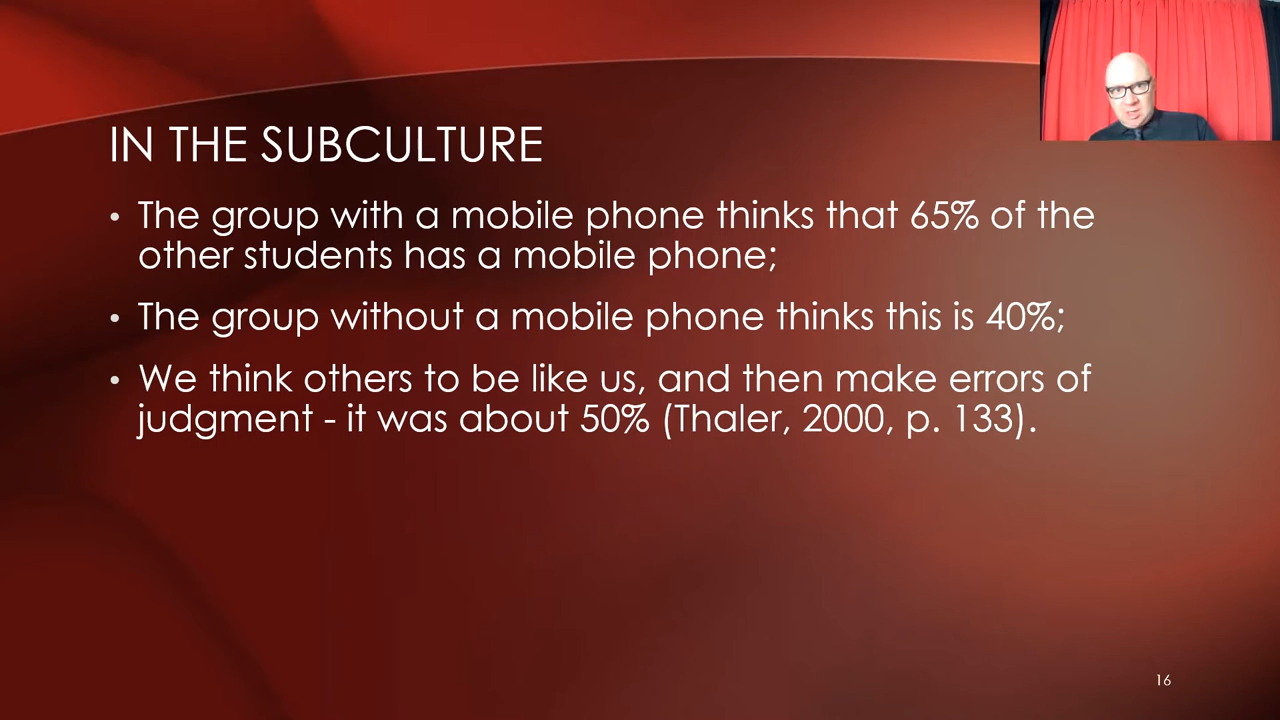 IN THE SUBCULTURE
• The group with a mobile phone thinks that 65% of the
other students has a mobile phone;
• The group without a mobile phone thinks this is 40%;
• We think others to be like us, and then make errors of
judgment - it was about 50% (Thaler, 2000, p. 133).
16